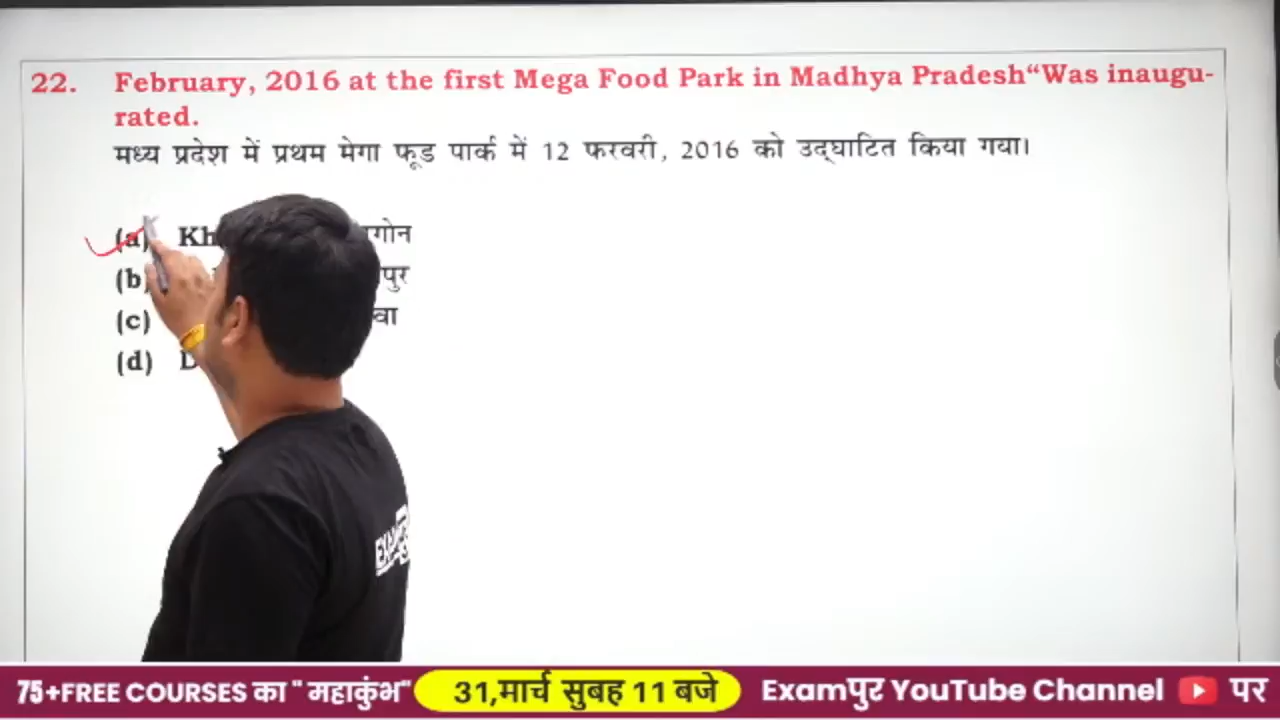 22. February, 2016 at the first Mega Food Park in Madhya Pradesh“Was inaugu-
rated.
मध्य प्रदेश में प्रथम मेगा फूड पार्क में 12 फरवरी, 2016 को उद्घाटित किया गया।
(a)
(b)
(c)
(d)
75+FREE COURSES का " महाकुंभ" 31,मार्च सुबह 11 बजे Examपुर YouTube Channel पर